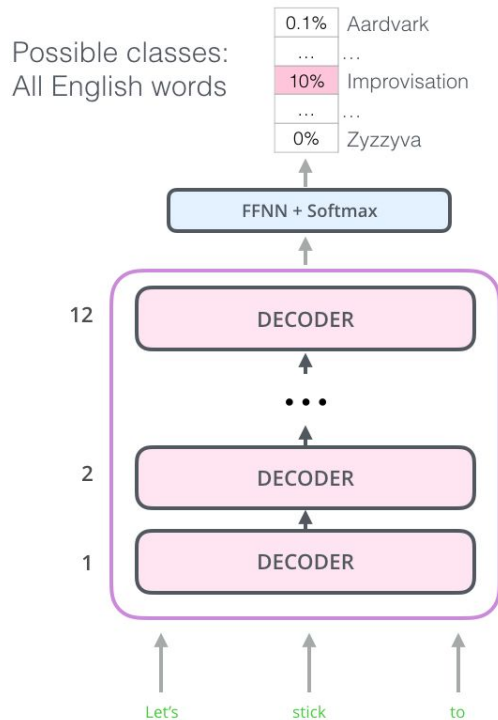 0.1% Aardvark
Possible classes:
... ...
All English words
10% Improvisation
... ...
0% Zyzzyva
FFNN + Softmax
12 DECODER
...
2 DECODER
1 DECODER
Let's stick to